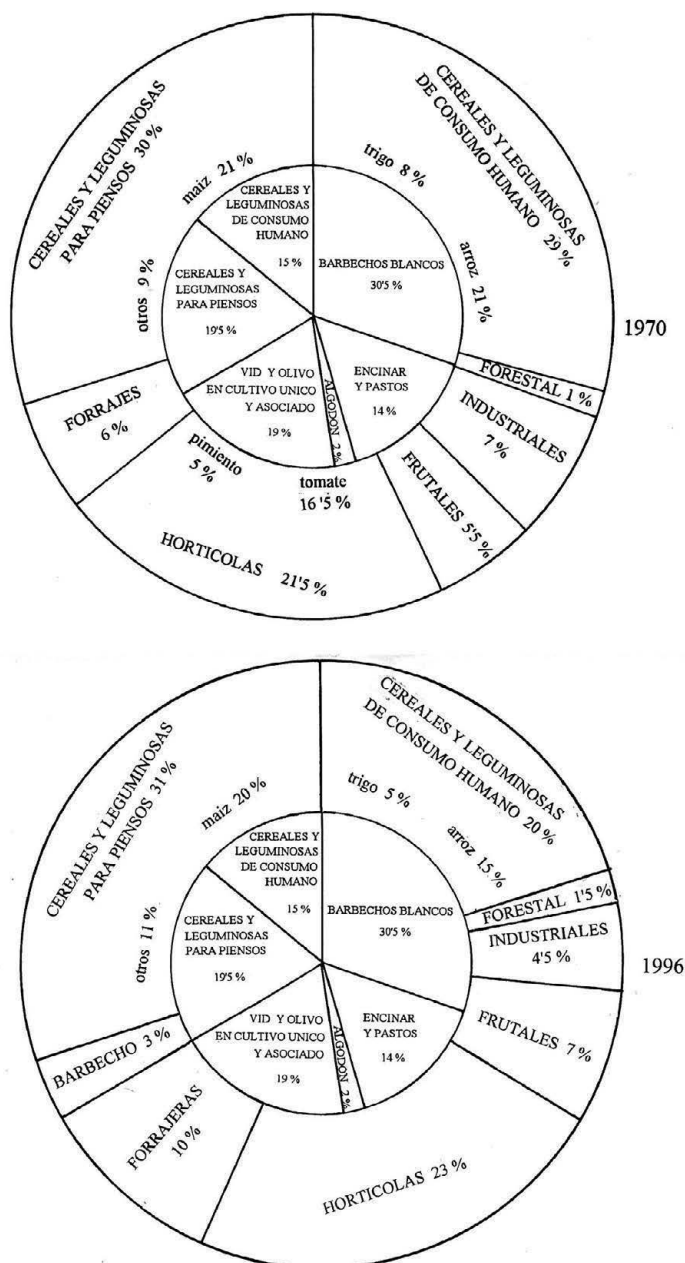 CEREALES Y LEGUMINOSAS
PARA PIENSOS 30 %
maiz 21 %
otros 9 %
CEREALES Y LEGUMINOSAS
DE CONSUMO HUMANO
29 %
trigo 8 %
arroz 21 %
CEREALES Y
LEGUMINOSAS
DE CONSUMO
HUMANO
15 %
BARBECHOS BLANCOS
30'5 %
CEREALES Y
LEGUMINOSAS
PARA PIENSOS
19'5 %
VID Y OLIVO
EN CULTIVO UNICO
Y ASOCIADO
19 %
ALGODON 2 %
ENCINAR
Y PASTOS
14 %
1970
FORESTAL 1 %
INDUSTRIALES
7 %
FRUTALES 5'5 %
FORRAJES
6 %
pimiento
5 %
tomate
16'5 %
HORTICOLAS 21'5 %
CEREALES Y LEGUMINOSAS
PARA PIENSOS 31 %
maiz 20 %
otros 11 %
CEREALES Y LEGUMINOSAS
DE CONSUMO HUMANO 20 %
trigo 5 %
arroz 15 %
CEREALES Y
LEGUMINOSAS
DE CONSUMO
HUMANO
15 %
BARBECHOS BLANCOS
30'5 %
CEREALES Y
LEGUMINOSAS
PARA PIENSOS
19'5 %
VID Y OLIVO
EN CULTIVO UNICO
Y ASOCIADO
19 %
ALGODON 2 %
ENCINAR
Y PASTOS
14 %
1996
FORESTAL 1'5 %
INDUSTRIALES
4'5 %
FRUTALES 7 %
BARBECHO 3 %
FORRAJERAS
10 %
HORTICOLAS 23 %